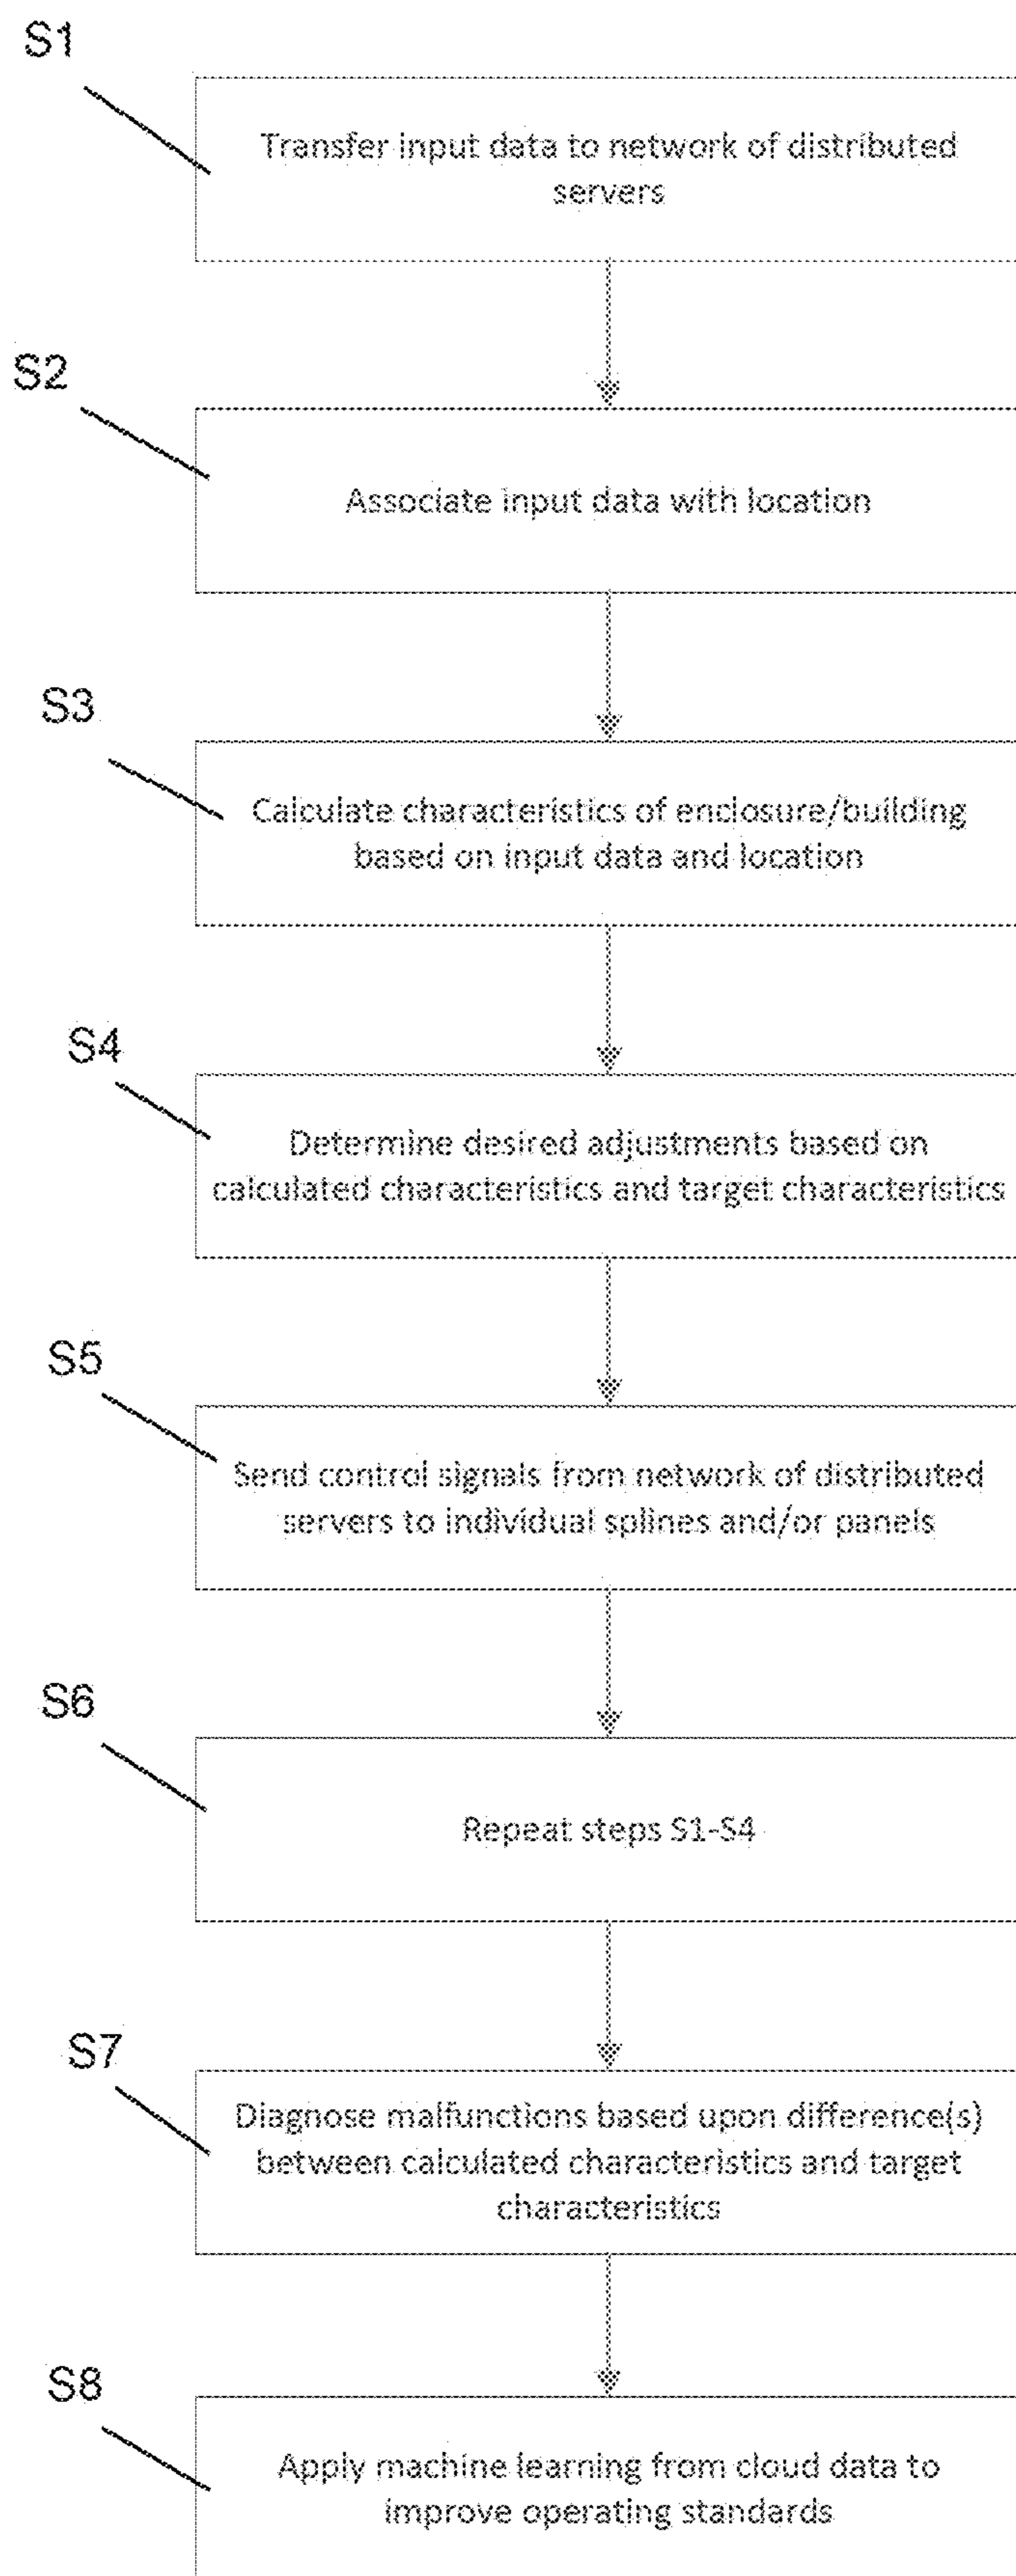 S1
Transfer input data to network of distributed
servers
S2
Associate input data with location
S3
Calculate characteristics of enclosure/building
based on input data and location
S4
Determine desired adjustments based on
calculated characteristics and target characteristics
S5
Send control signals from network of distributed
servers to individual splines and/or panels
S6
Repeat steps S1-S4
S7
Diagnose malfunctions based upon difference(s)
between calculated characteristics and target
characteristics
S8
Apply machine learning from cloud data to
improve operating standards